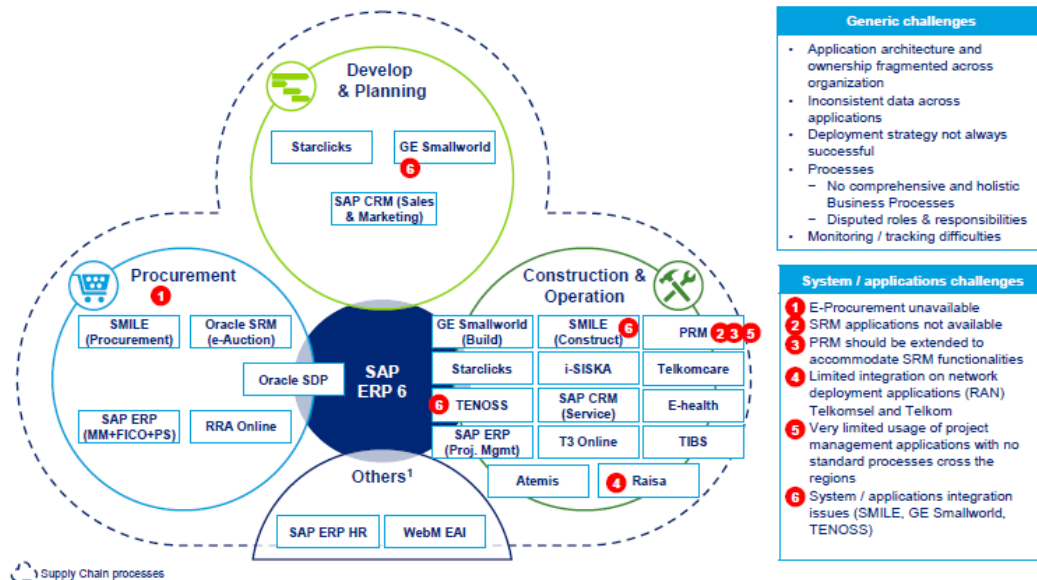 Develop
& Planning
Starclicks
GE Smallworld
6
SAP CRM (Sales
& Marketing)
Procurement
1
SMILE
(Procurement)
Oracle SRM
(e-Auction)
Oracle SDP
SAP ERP
(MM+FICO+PS)
RRA Online
SAP
ERP 6
Construction &
Operation
GE Smallworld
(Build)
SMILE
(Construct)
6
PRM
2
3
5
Starclicks
i-SISKA
Telkomcare
6
TENOSS
SAP CRM
(Service)
E-health
SAP ERP
(Proj. Mgmt)
T3 Online
TIBS
Atemis
4
Raisa
Others¹
SAP ERP HR
WebM EAI
Supply Chain processes
Generic challenges
• Application architecture and
ownership fragmented across
organization
• Inconsistent data across
applications
• Deployment strategy not always
successful
• Processes
– No comprehensive and holistic
Business Processes
– Disputed roles & responsibilities
• Monitoring / tracking difficulties
System / applications challenges
1 E-Procurement unavailable
2 SRM applications not available
3 PRM should be extended to
accommodate SRM functionalities
4 Limited integration on network
deployment applications (RAN)
Telkomsel and Telkom
5 Very limited usage of project
management applications with no
standard processes cross the
regions
6 System / applications integration
issues (SMILE, GE Smallworld,
TENOSS)